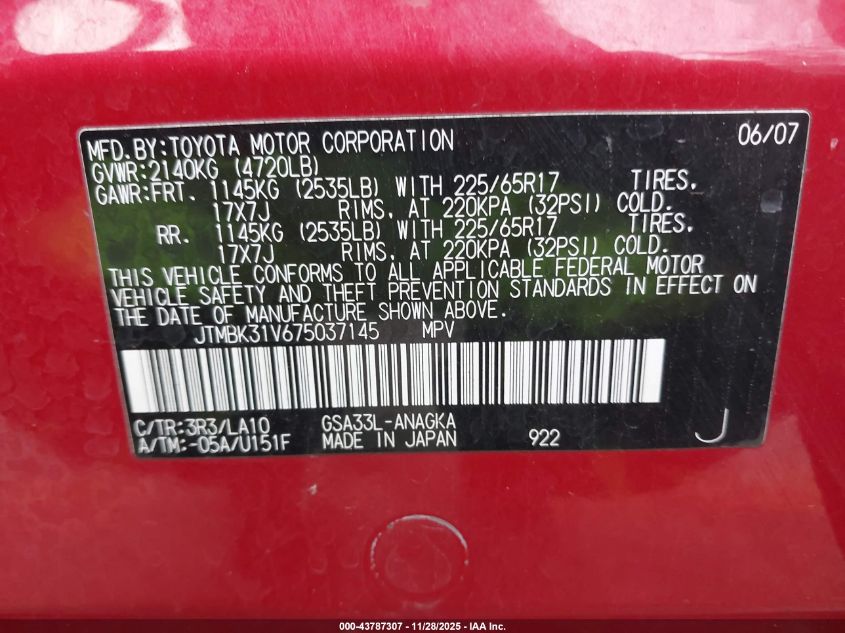 MFD.BY:TOYOTA MOTOR CORPORATION 06/07
GVWR:2140KG (4720LB)
GAWR:FRT. 1145KG (2535LB) WITH 225/65R17 TIRES,
17X7J RIMS, AT 220KPA (32PSI) COLD.
RR. 1145KG (2535LB) WITH 225/65R17 TIRES,
17X7J RIMS, AT 220KPA (32PSI) COLD.
THIS VEHICLE CONFORMS TO ALL APPLICABLE FEDERAL MOTOR
VEHICLE SAFETY AND THEFT PREVENTION STANDARDS IN EFFECT ON
THE DATE OF MANUFACTURE SHOWN ABOVE.
JTMBK31V675037145 MPV
C/TR:3R3/LA10 GSA33L-ANAGKA
A/TM:-05A/U151F MADE IN JAPAN 922 J
000-43787307 - 11/28/2025 - IAA Inc.